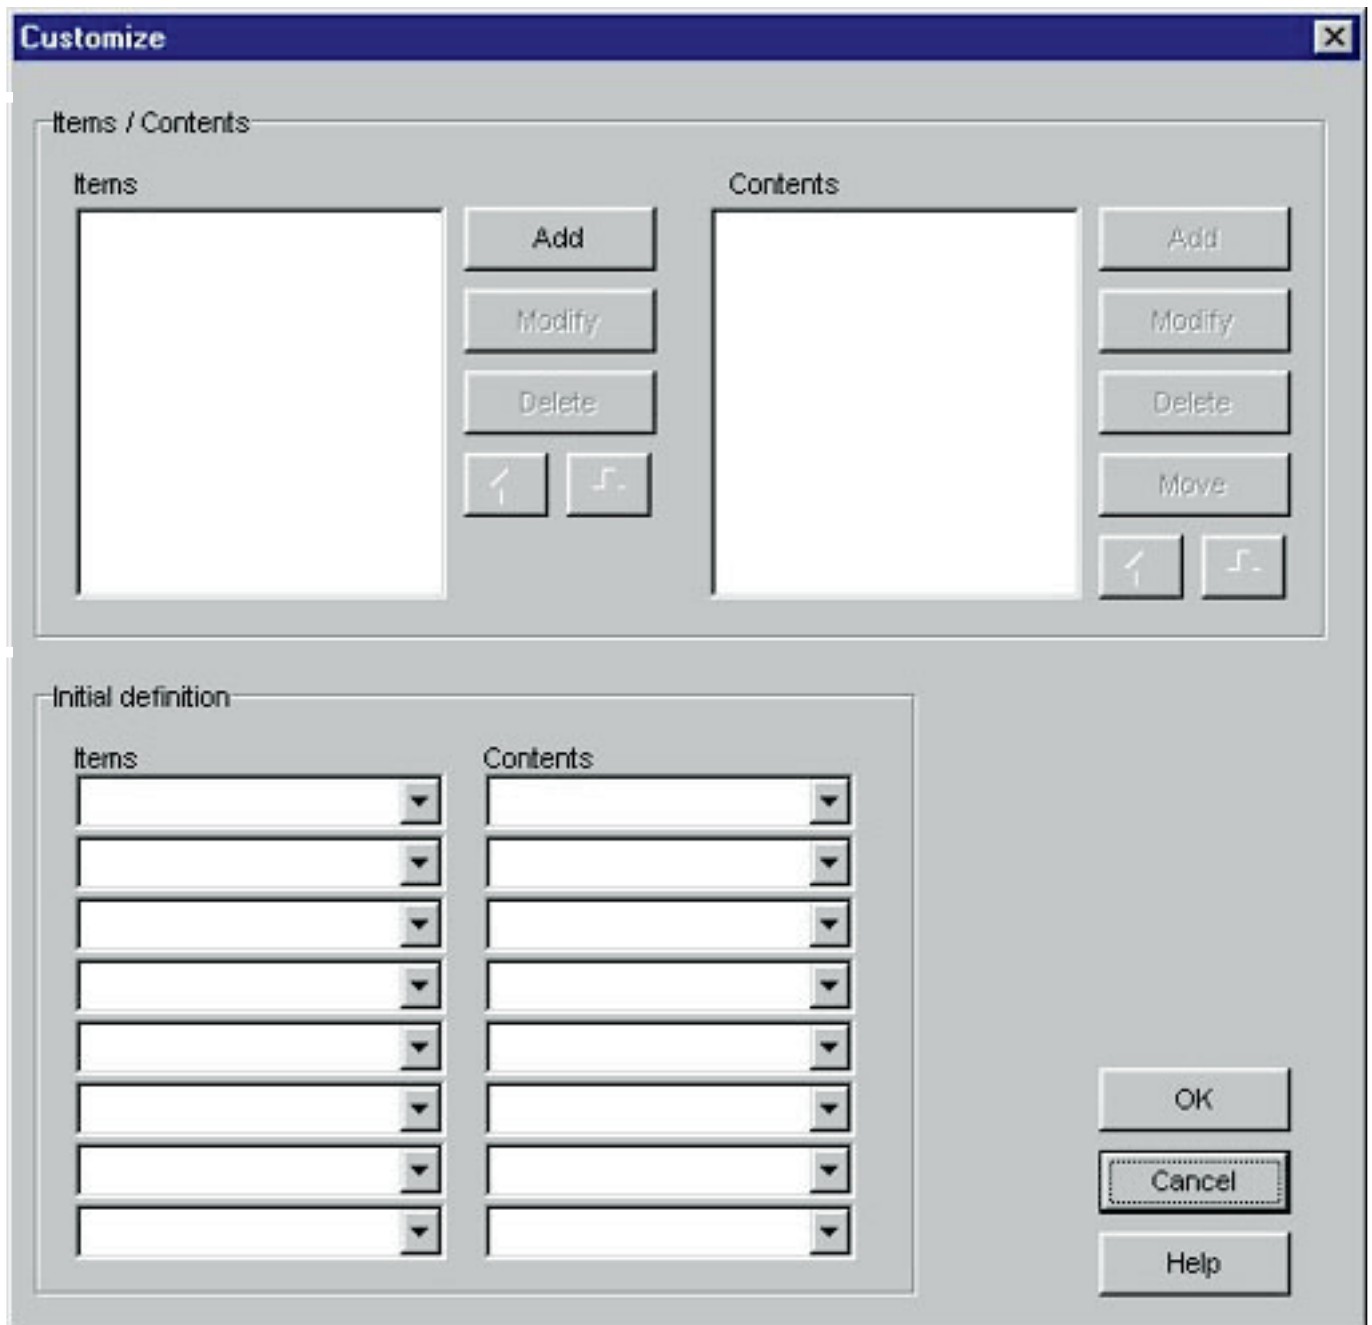 Customize
Items / Contents
Items
Contents
Add
Modify
Delete
Add
Modify
Delete
Move
Initial definition
Items
Contents
OK
Cancel
Help